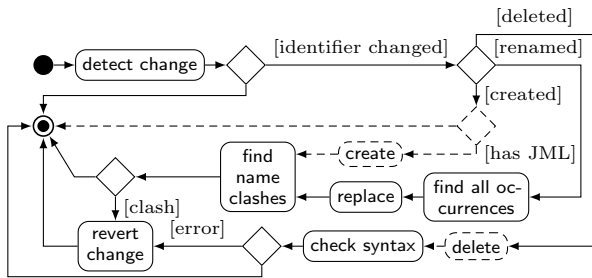 [deleted]
[identifier changed]
[renamed]
detect change
[created]
find
name
clashes
create
[has JML]
replace
find all oc-
currences
[clash]
revert
change
[error]
check syntax
delete